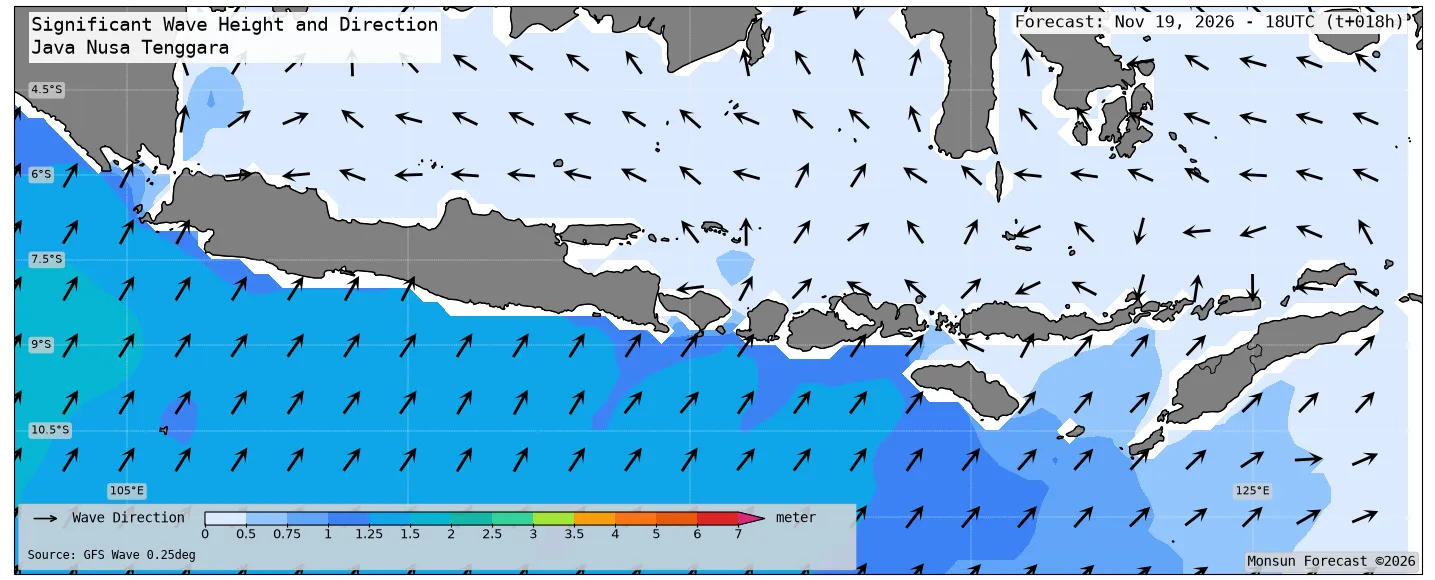 Significant Wave Height and Direction
Java Nusa Tenggara
Forecast: Nov 19, 2026 - 18UTC (t+018h)
4.5°S
6°S
7.5°S
9°S
10.5°S
105°E
125°E
Wave Direction
0 0.5 0.75 1 1.25 1.5 2 2.5 3 3.5 4 5 6 7
meter
Source: GFS Wave 0.25deg
Monsun Forecast ©2026